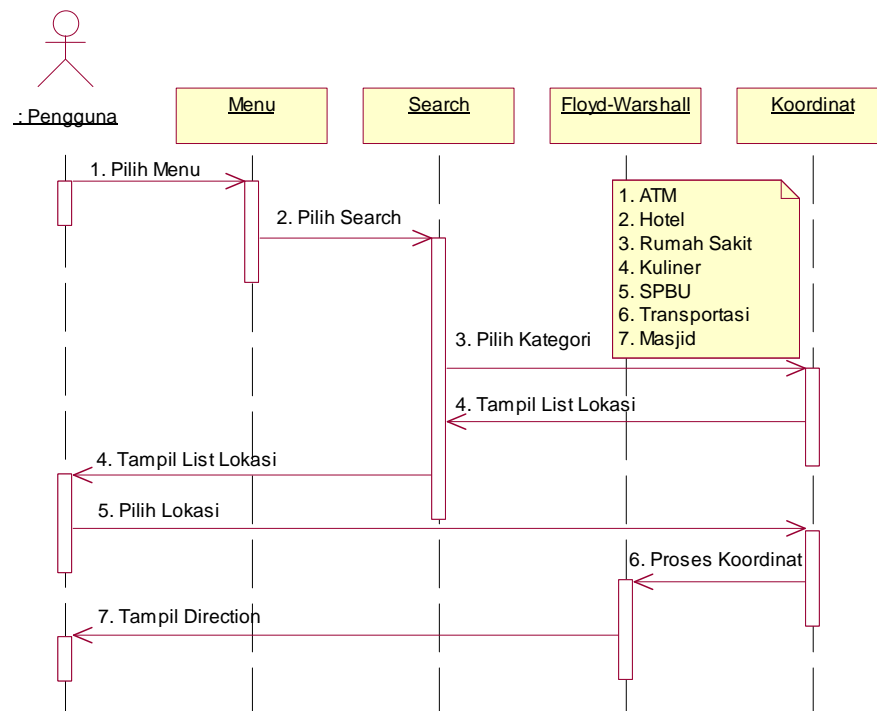 : Pengguna
Menu
Search
Floyd-Warshall
Koordinat
1. Pilih Menu
2. Pilih Search
1. ATM
2. Hotel
3. Rumah Sakit
4. Kuliner
5. SPBU
6. Transportasi
7. Masjid
3. Pilih Kategori
4. Tampil List Lokasi
4. Tampil List Lokasi
5. Pilih Lokasi
6. Proses Koordinat
7. Tampil Direction